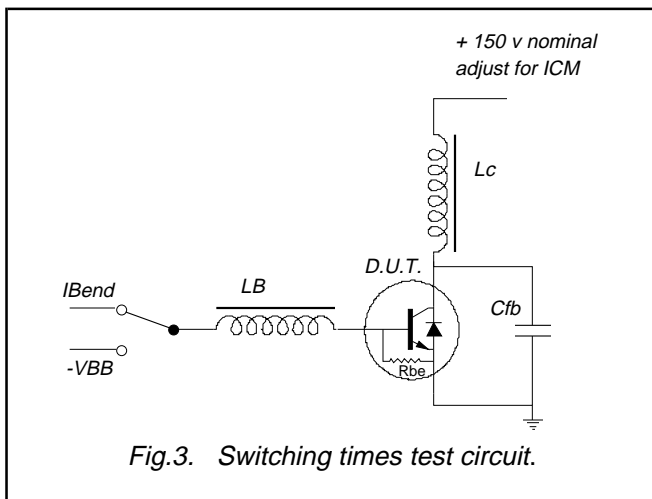 + 150 v nominal
adjust for ICM
Lc
D.U.T.
LB
IBend
Cfb
-VBB
Rbe
Fig.3. Switching times test circuit.